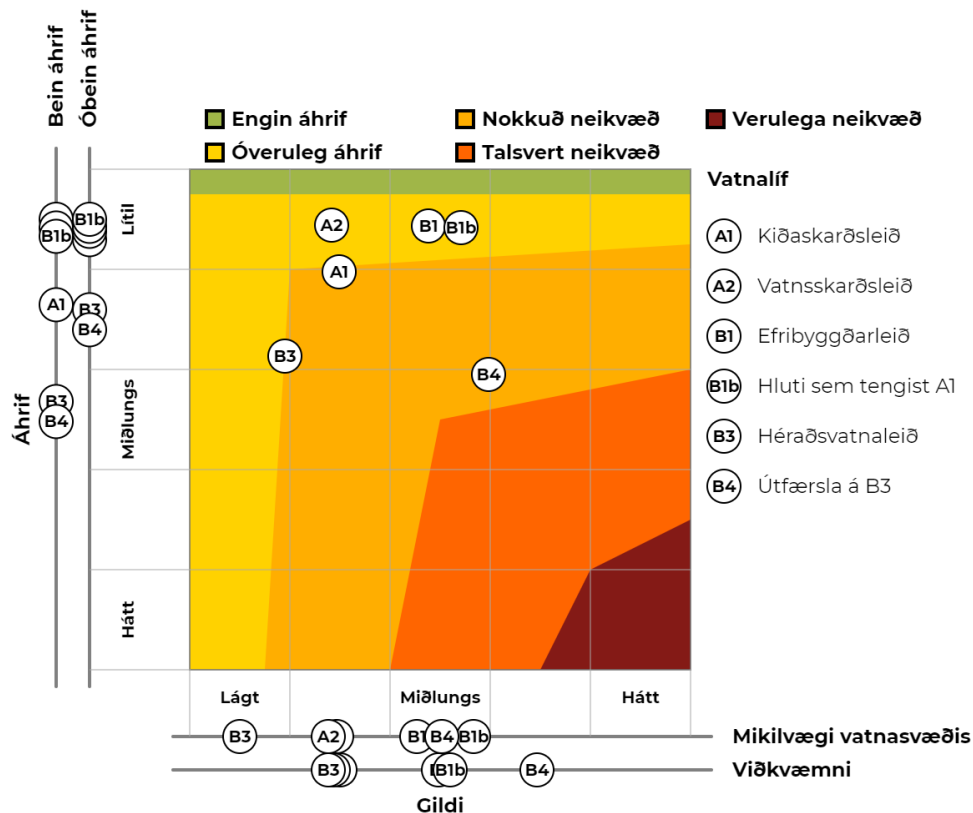 Bein áhrif
Óbein áhrif
Engin áhrif
Nokkuð neikvæð
Verulega neikvæð
Óveruleg áhrif
Talsvert neikvæð
Vatnalíf
A1 Kiðaskarðsleið
A2 Vatnsskarðsleið
B1 Efribyggðarleið
B1b Hluti sem tengist A1
B3 Héraðsvatnaleið
B4 Útfærsla á B3
Áhrif
Lítil
Miðlungs
Hátt
B1b
B1b
A1
B3
B4
B3
B4
A2
B1
B1b
A1
B3
B4
Lágt
Miðlungs
Hátt
B3
A2
B1
B4
B1b
Mikilvægi vatnasvæðis
B3
B1b
B4
Viðkvæmni
Gildi